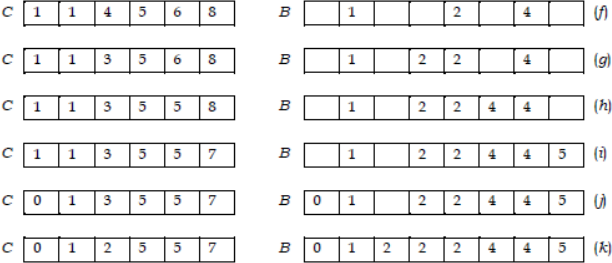 C 1 1 4 5 6 8 B 1 2 4 (f)
C 1 1 3 5 6 8 B 1 2 2 4 (g)
C 1 1 3 5 5 8 B 1 2 2 4 4 (h)
C 1 1 3 5 5 7 B 1 2 2 4 4 5 (i)
C 0 1 3 5 5 7 B 0 1 2 2 4 4 5 (j)
C 0 1 2 5 5 7 B 0 1 2 2 2 4 4 5 (k)